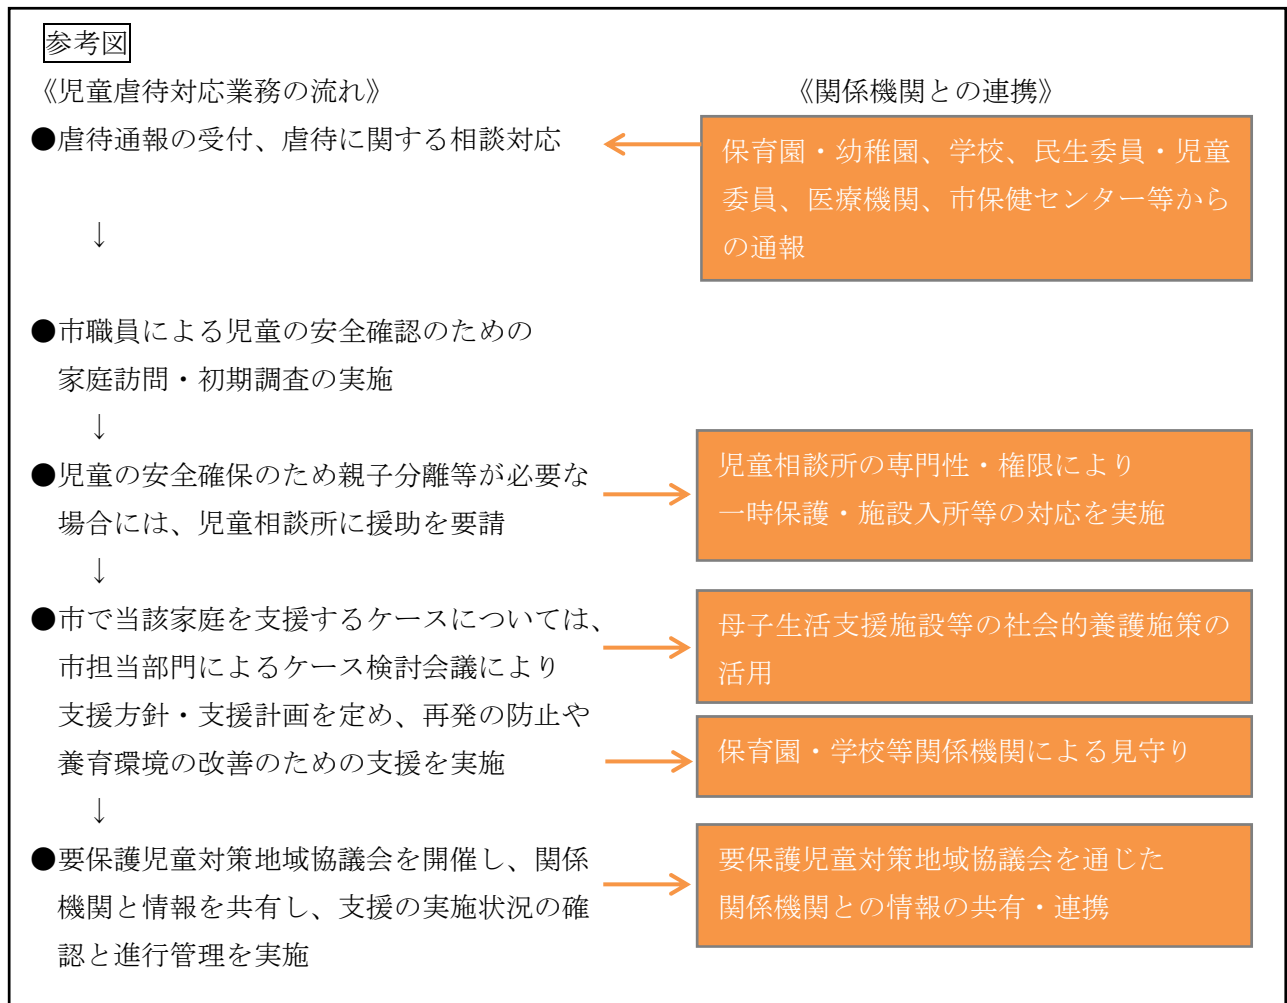 参考図
《児童虐待対応業務の流れ》
《関係機関との連携》
●虐待通報の受付、虐待に関する相談対応
保育園・幼稚園、学校、民生委員・児童
委員、医療機関、市保健センター等から
の通報
↓
●市職員による児童の安全確認のための
家庭訪問・初期調査の実施
↓
●児童の安全確保のため親子分離等が必要な
場合には、児童相談所に援助を要請
児童相談所の専門性・権限により
一時保護・施設入所等の対応を実施
↓
●市で当該家庭を支援するケースについては、
市担当部門によるケース検討会議により
支援方針・支援計画を定め、再発の防止や
養育環境の改善のための支援を実施
母子生活支援施設等の社会的養護施策の
活用
保育園・学校等関係機関による見守り
↓
●要保護児童対策地域協議会を開催し、関係
機関と情報を共有し、支援の実施状況の確
認と進行管理を実施
要保護児童対策地域協議会を通じた
関係機関との情報の共有・連携